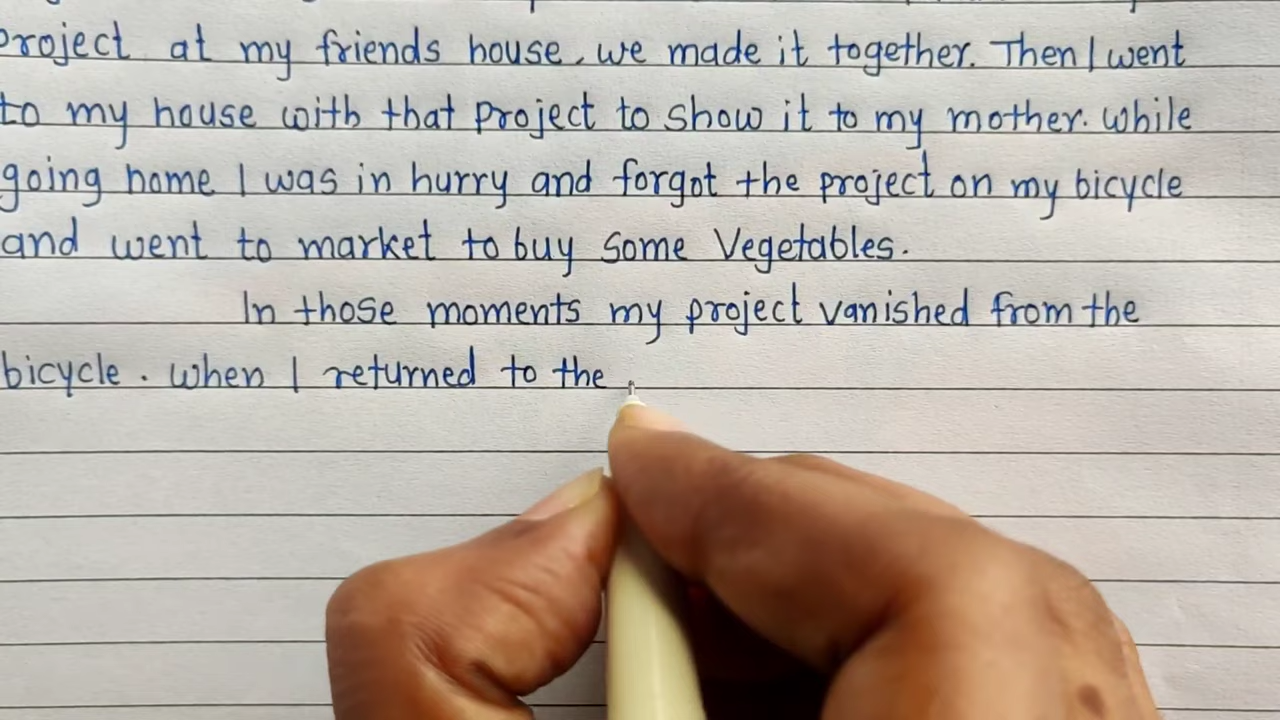 project at my friends house, we made it together. Then I went
to my house with that project to show it to my mother. while
going home I was in hurry and forgot the project on my bicycle
and went to market to buy some Vegetables.
In those moments my project vanished from the
bicycle. when I returned to the